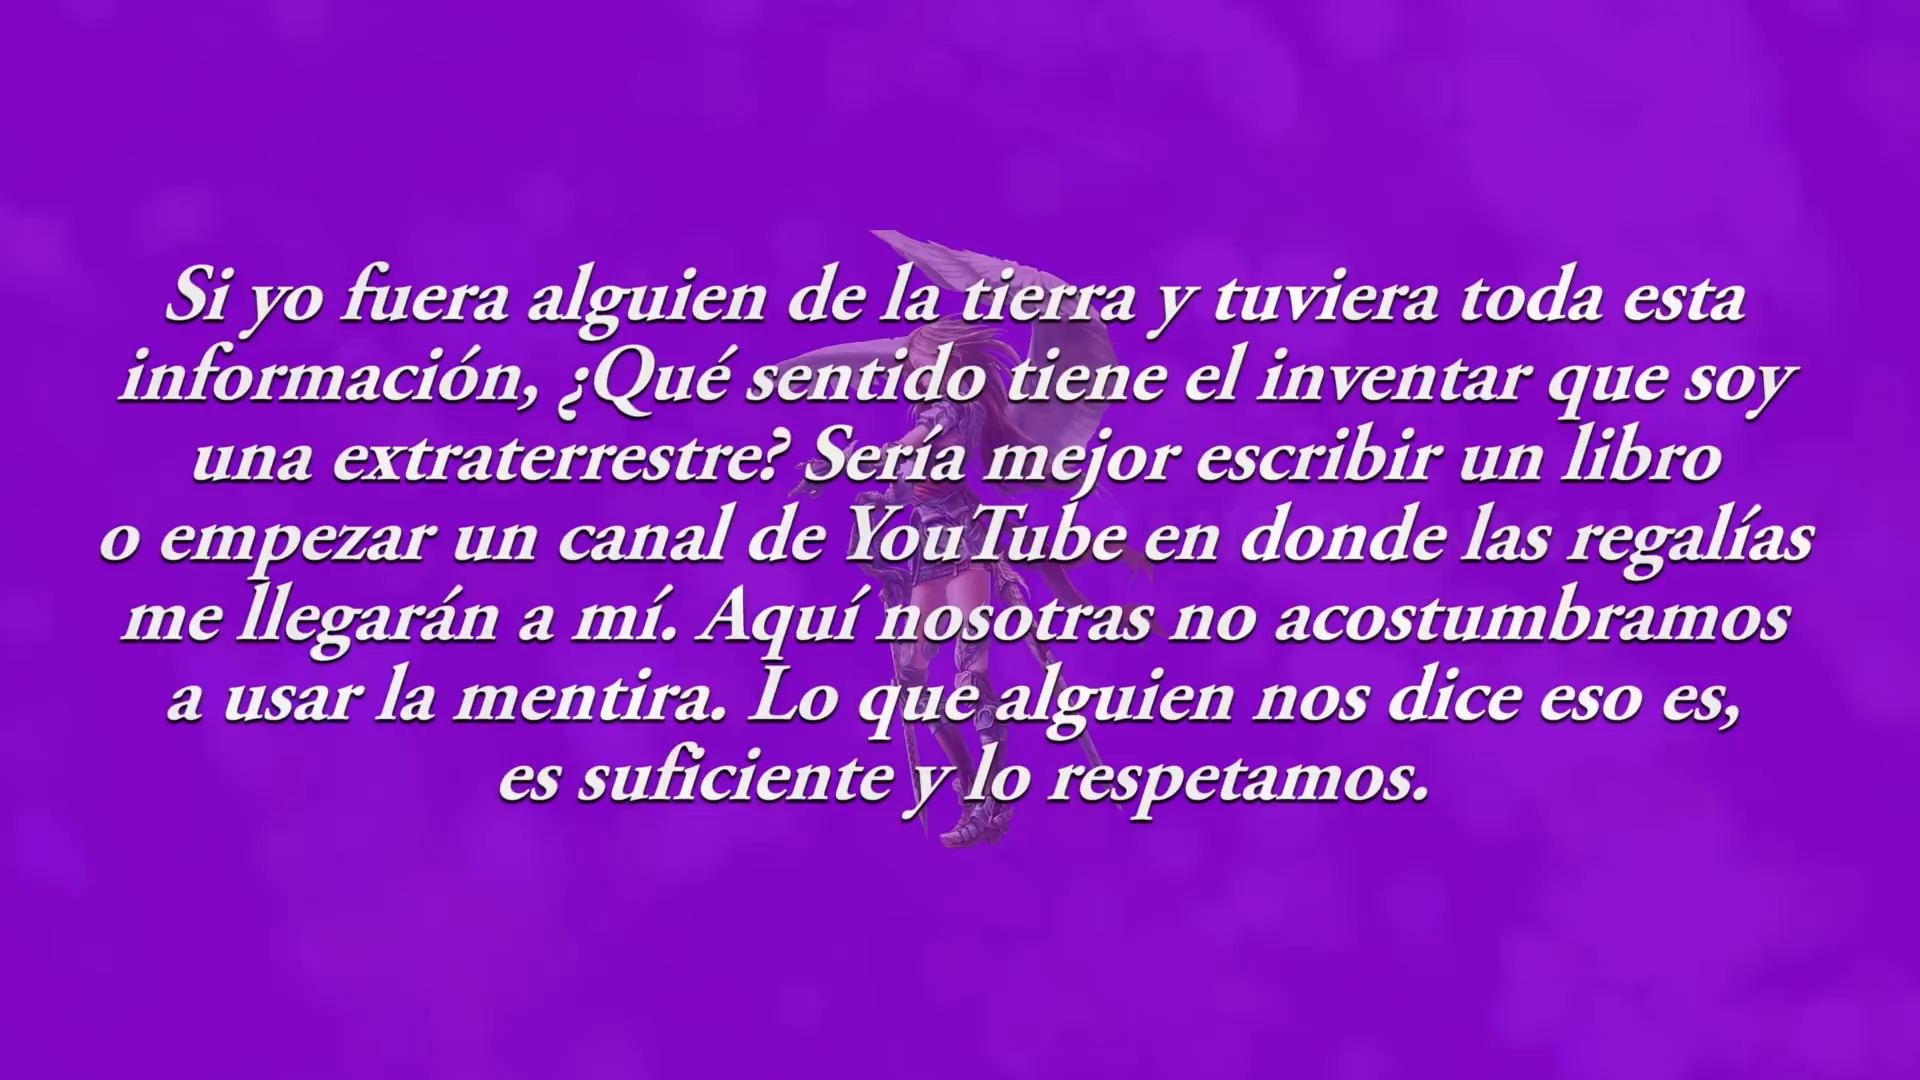 Si yo fuera alguien de la tierra y tuviera toda esta
información, ¿Qué sentido tiene el inventar que soy
una extraterrestre? Sería mejor escribir un libro
o empezar un canal de YouTube en donde las regalías
me llegarán a mí. Aquí nosotras no acostumbramos
a usar la mentira. Lo que alguien nos dice eso es,
es suficiente y lo respetamos.